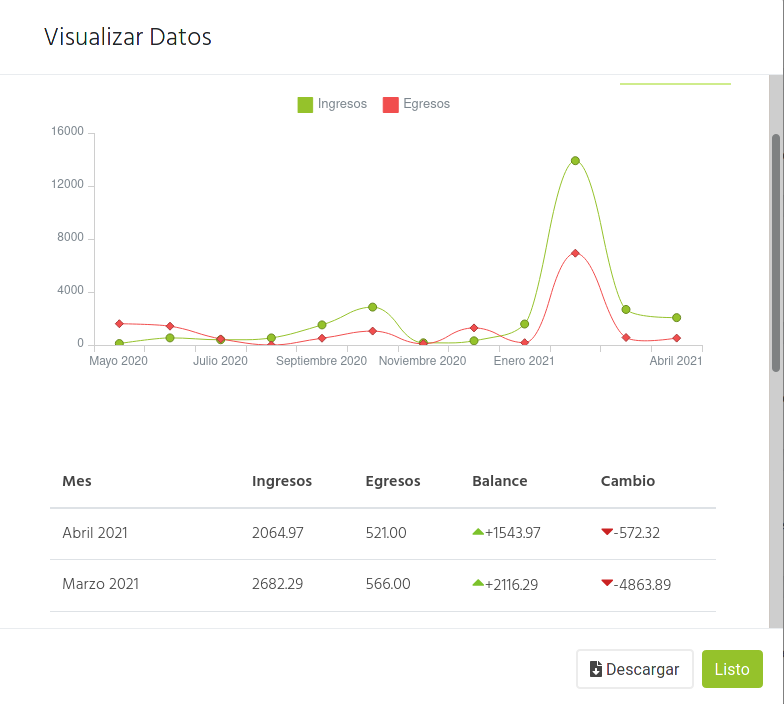 Visualizar Datos
Ingresos Egresos
16000
12000
8000
4000
0
Mayo 2020 Julio 2020 Septiembre 2020 Noviembre 2020 Enero 2021 Abril 2021
Mes Ingresos Egresos Balance Cambio
Abril 2021 2064.97 521.00 +1543.97 -572.32
Marzo 2021 2682.29 566.00 +2116.29 -4863.89
Descargar Listo